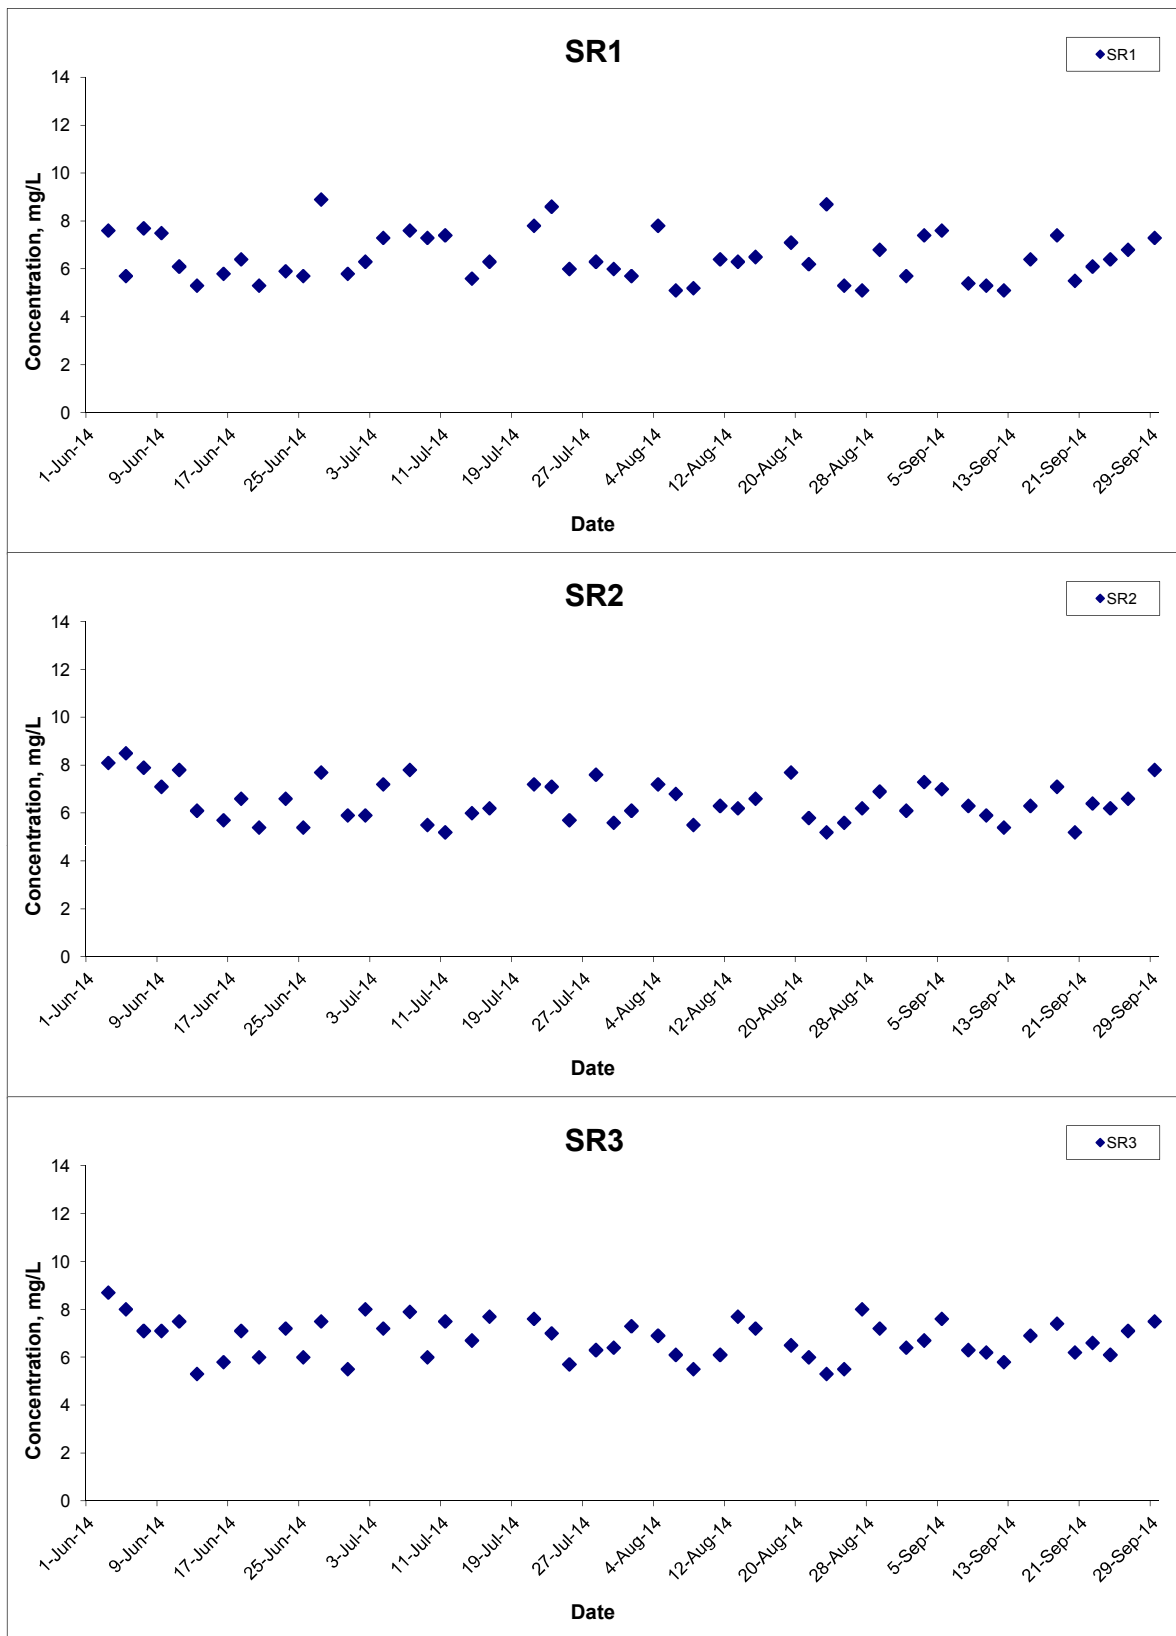 SR1
SR1
14
12
10
8
6
4
2
0
Concentration, mg/L
1-Jun-14
9-Jun-14
17-Jun-14
25-Jun-14
3-Jul-14
11-Jul-14
19-Jul-14
27-Jul-14
4-Aug-14
12-Aug-14
20-Aug-14
28-Aug-14
5-Sep-14
13-Sep-14
21-Sep-14
29-Sep-14
Date
SR2
SR2
14
12
10
8
6
4
2
0
Concentration, mg/L
1-Jun-14
9-Jun-14
17-Jun-14
25-Jun-14
3-Jul-14
11-Jul-14
19-Jul-14
27-Jul-14
4-Aug-14
12-Aug-14
20-Aug-14
28-Aug-14
5-Sep-14
13-Sep-14
21-Sep-14
29-Sep-14
Date
SR3
SR3
14
12
10
8
6
4
2
0
Concentration, mg/L
1-Jun-14
9-Jun-14
17-Jun-14
25-Jun-14
3-Jul-14
11-Jul-14
19-Jul-14
27-Jul-14
4-Aug-14
12-Aug-14
20-Aug-14
28-Aug-14
5-Sep-14
13-Sep-14
21-Sep-14
29-Sep-14
Date